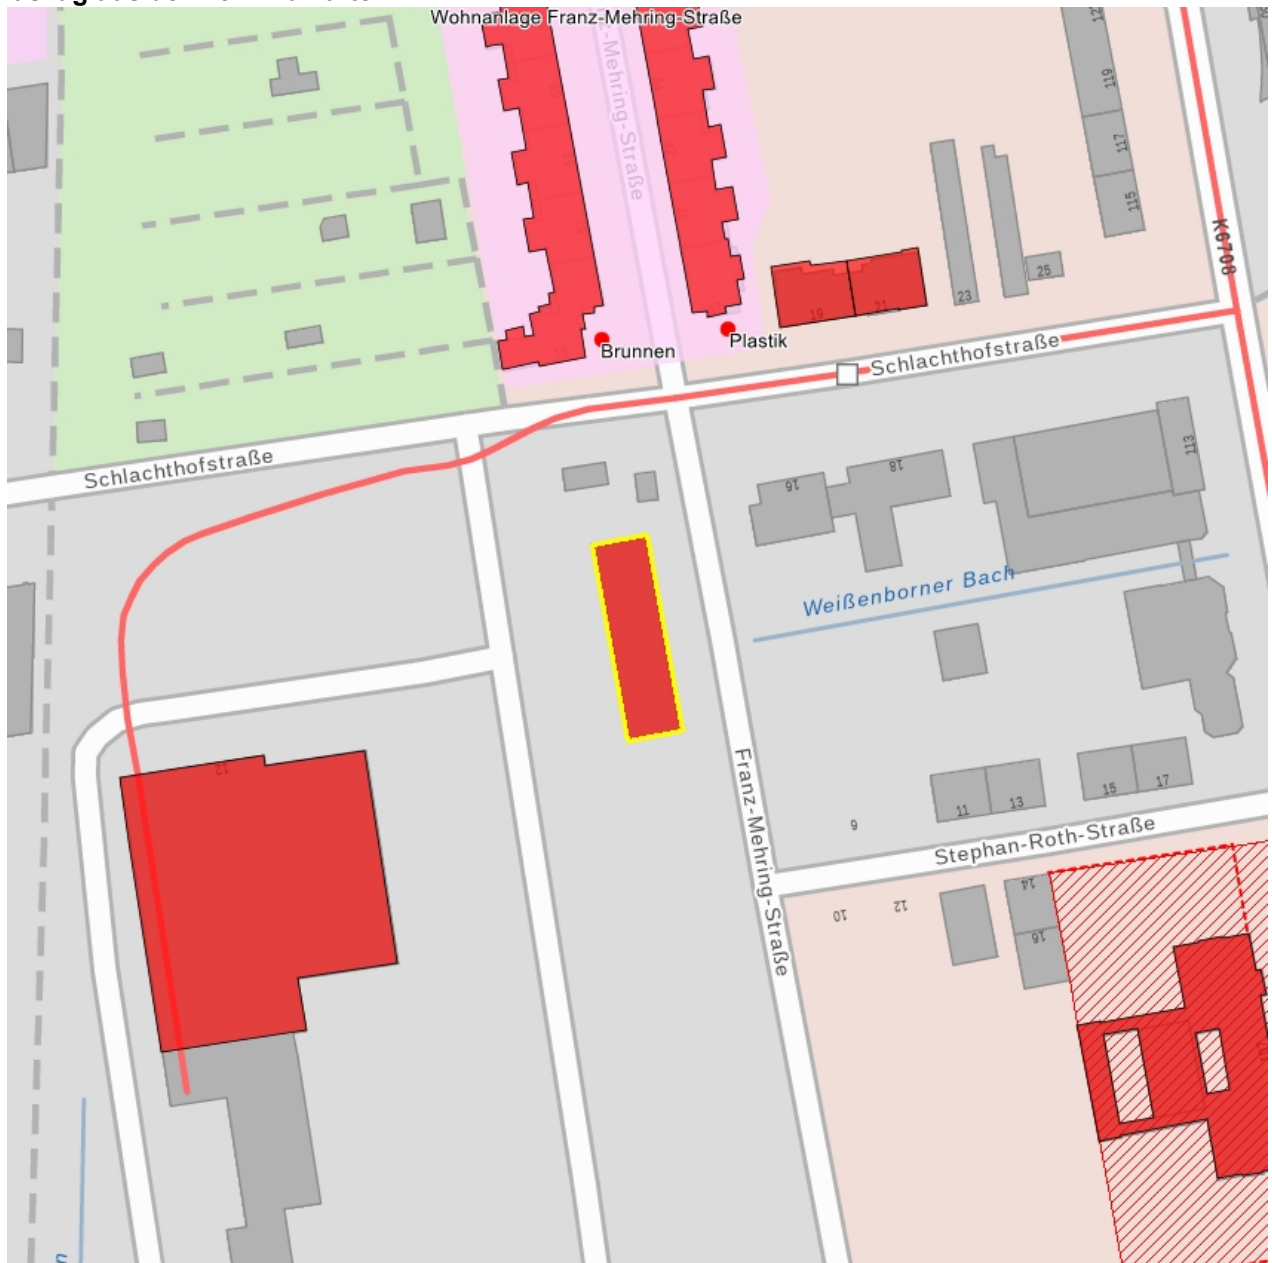 Wohnanlage Franz-Mehring-Straße
z-Mehring-Straße
119
117
115
K6708
25
23
19
21
Brunnen
Plastik
Schlachthofstraße
Schlachthofstraße
113
18
16
Weißenborner Bach
12
Franz-Mehring-Straße
11
13
15
17
9
Stephan-Roth-Straße
14
12
10
16
n